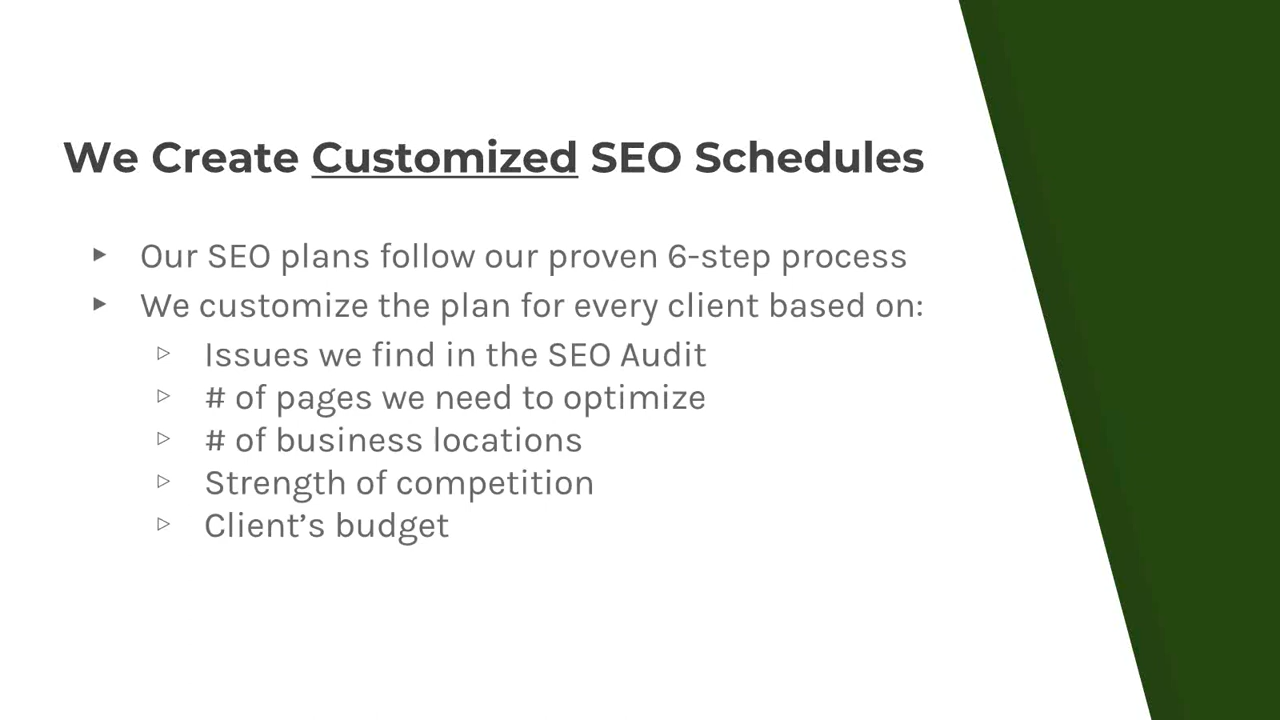 We Create Customized SEO Schedules
▸ Our SEO plans follow our proven 6-step process
▸ We customize the plan for every client based on:
▹ Issues we find in the SEO Audit
▹ # of pages we need to optimize
▹ # of business locations
▹ Strength of competition
▹ Client’s budget